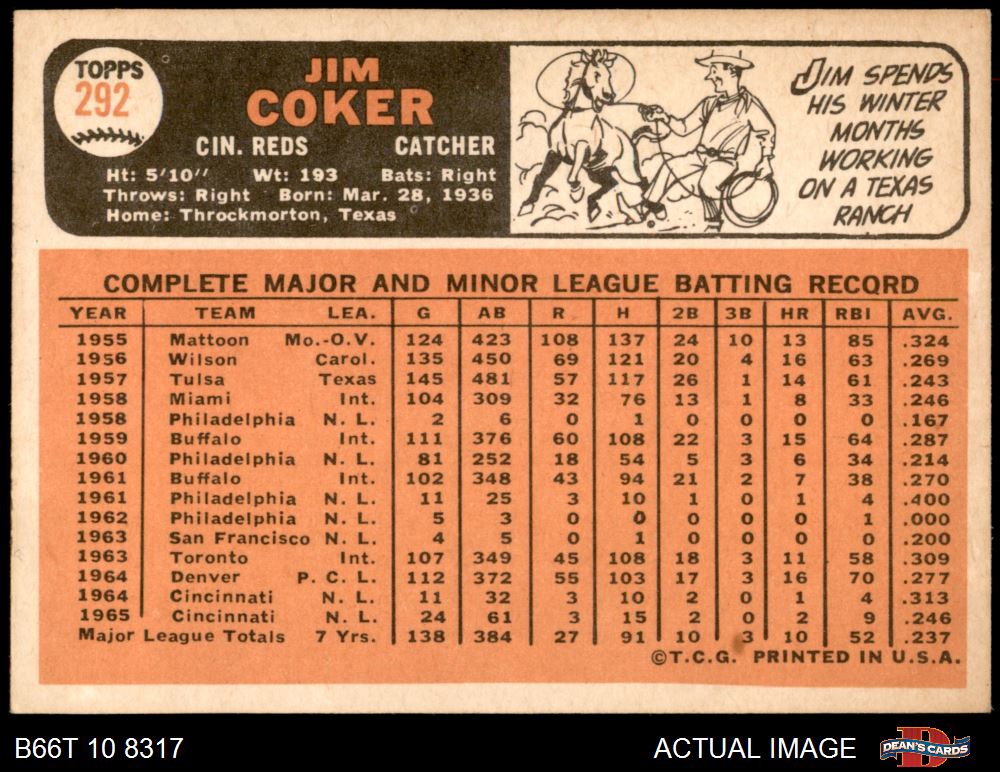 TOPPS
292
JIM
COKER
CIN. REDS CATCHER
Ht: 5'10" Wt: 193 Bats: Right
Throws: Right Born: Mar. 28, 1936
Home: Throckmorton, Texas
JIM SPENDS
HIS WINTER
MONTHS
WORKING
ON A TEXAS
RANCH
COMPLETE MAJOR AND MINOR LEAGUE BATTING RECORD
YEAR TEAM LEA. G AB R H 2B 3B HR RBI AVG.
1955 Mattoon Mo.-O.V. 124 423 108 137 24 10 13 85 .324
1956 Wilson Carol. 135 450 69 121 20 4 16 63 .269
1957 Tulsa Texas 145 481 57 117 26 1 14 61 .243
1958 Miami Int. 104 309 32 76 13 1 8 33 .246
1958 Philadelphia N. L. 2 6 0 1 0 0 0 0 .167
1959 Buffalo Int. 111 376 60 108 22 3 15 64 .287
1960 Philadelphia N. L. 81 252 18 54 5 3 6 34 .214
1961 Buffalo Int. 102 348 43 94 21 2 7 38 .270
1961 Philadelphia N. L. 11 25 3 10 1 0 1 4 .400
1962 Philadelphia N. L. 5 3 0 0 0 0 0 1 .000
1963 San Francisco N. L. 4 5 0 1 0 0 0 0 .200
1963 Toronto Int. 107 349 45 108 18 3 11 58 .309
1964 Denver P. C. L. 112 372 55 103 17 3 16 70 .277
1964 Cincinnati N. L. 11 32 3 10 2 0 1 4 .313
1965 Cincinnati N. L. 24 61 3 15 2 0 2 9 .246
Major League Totals 7 Yrs. 138 384 27 91 10 3 10 52 .237
©T.C.G. PRINTED IN U.S.A.
B66T 10 8317 ACTUAL IMAGE DEAN'S CARDS